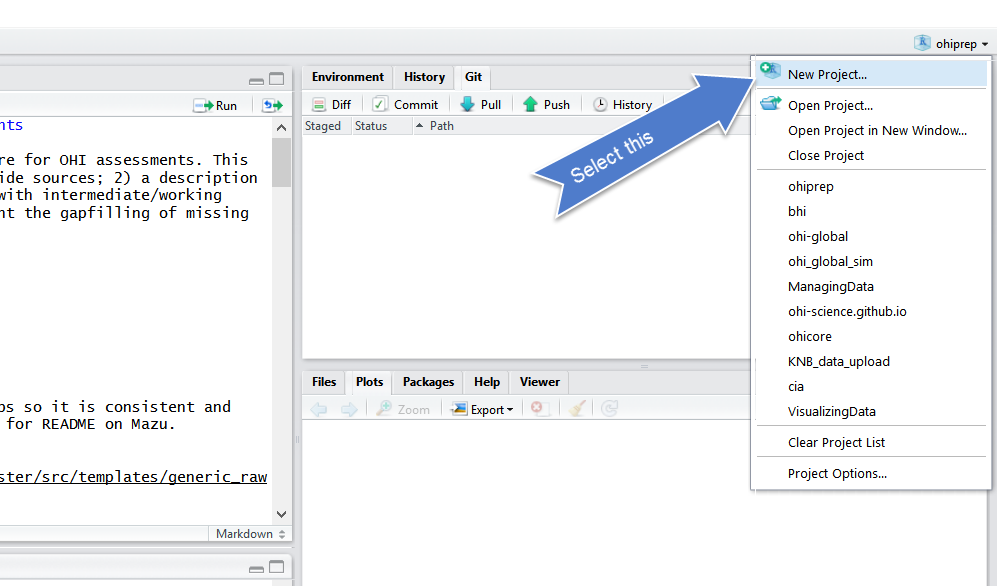 ohiprep
Run
nts
re for OHI assessments. This
ide sources; 2) a description
with intermediate/working
nt the gapfilling of missing
ps so it is consistent and
for README on Mazu.
ster/src/templates/generic_raw
Markdown
Environment History Git
Diff Commit Pull Push History
Staged Status Path
Select this
Files Plots Packages Help Viewer
Zoom Export
New Project...
Open Project...
Open Project in New Window...
Close Project
ohiprep
bhi
ohi-global
ohi_global_sim
ManagingData
ohi-science.github.io
ohicore
KNB_data_upload
cia
VisualizingData
Clear Project List
Project Options...